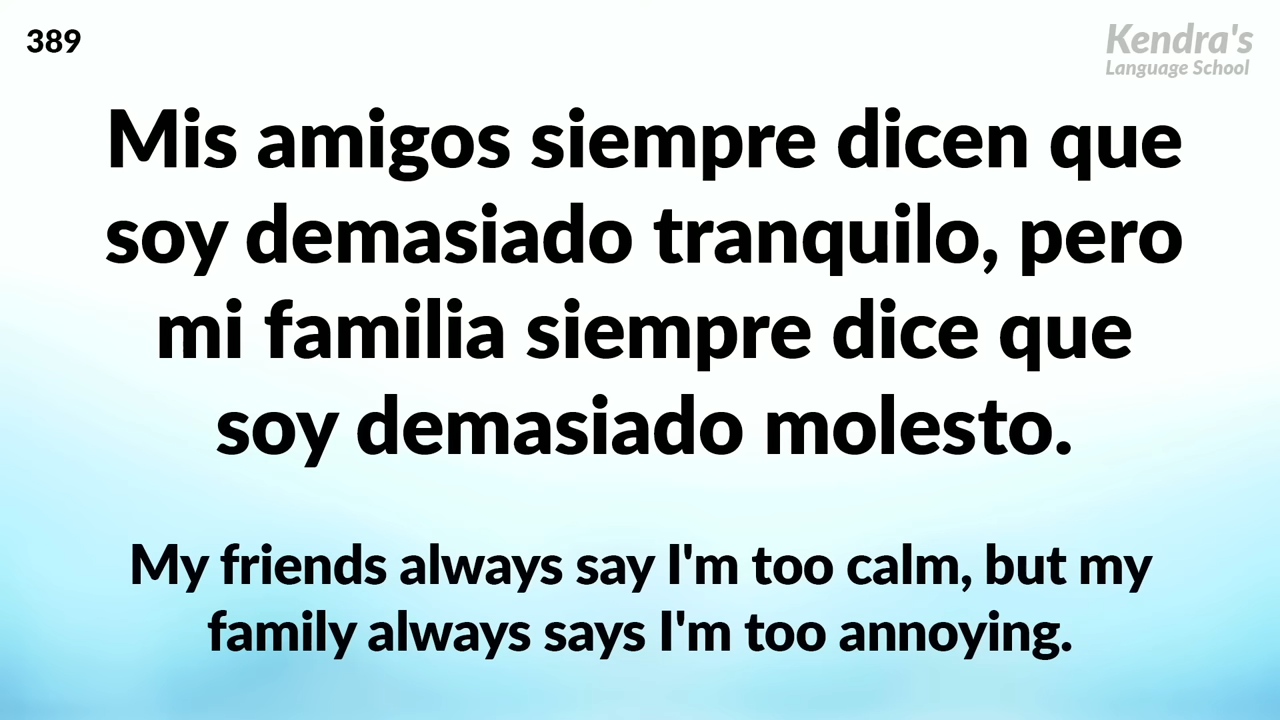 389
Kendra's
Language School
Mis amigos siempre dicen que
soy demasiado tranquilo, pero
mi familia siempre dice que
soy demasiado molesto.
My friends always say I'm too calm, but my
family always says I'm too annoying.